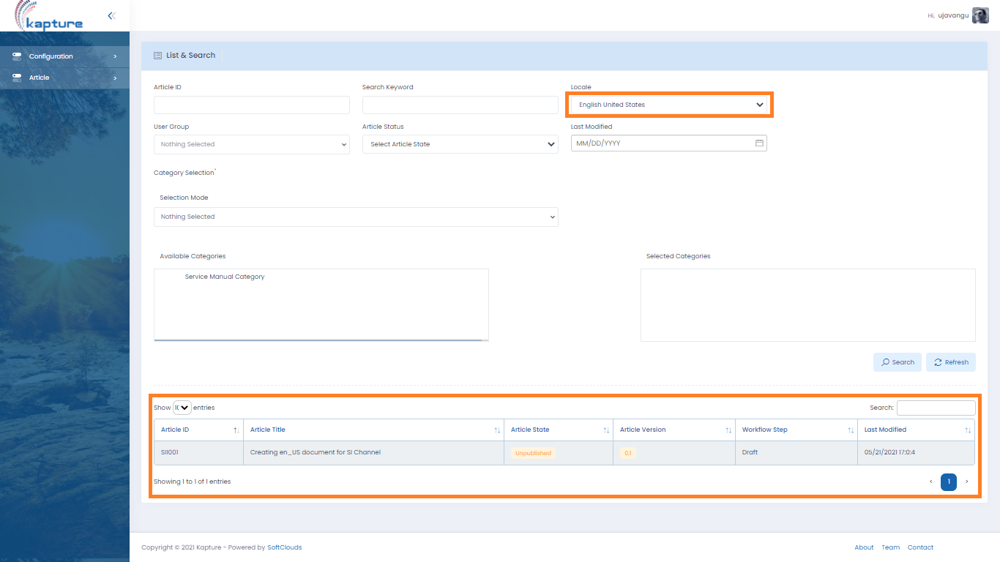 kapture
Hi, ujavangu
Configuration
Article
List & Search
Article ID
Search Keyword
Locale
English United States
User Group
Article Status
Last Modified
Nothing Selected
Select Article State
MM/DD/YYYY
Category Selection*
Selection Mode
Nothing Selected
Available Categories
Selected Categories
Service Manual Category
Search
Refresh
Show 10 entries
Search:
Article ID
Article Title
Article State
Article Version
Workflow Step
Last Modified
SI1001
Creating en_US document for SI Channel
Unpublished
0.1
Draft
05/21/2021 17:0:4
Showing 1 to 1 of 1 entries
‹ 1 ›
Copyright © 2021 Kapture - Powered by SoftClouds
About Team Contact